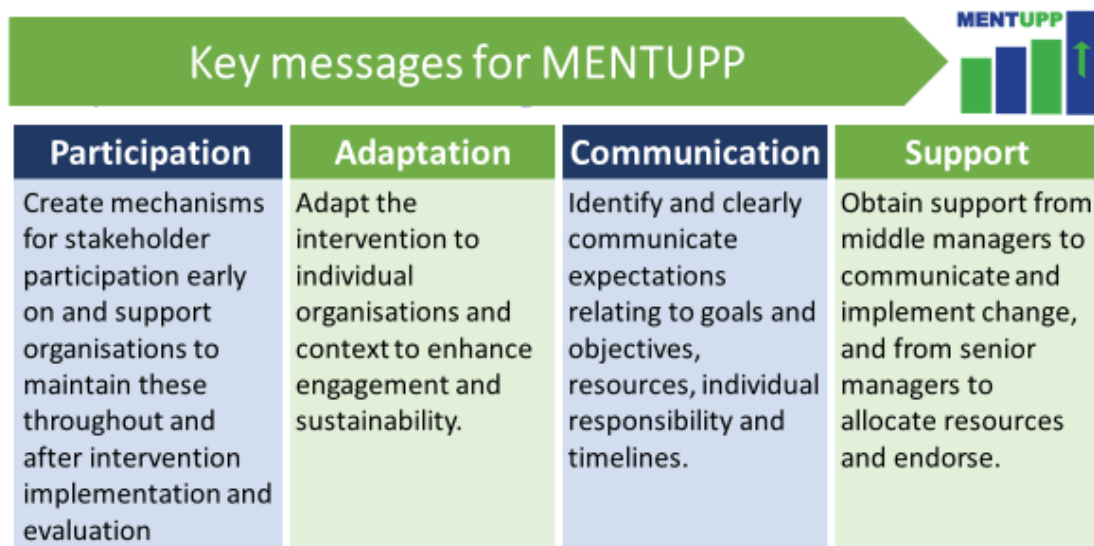 Key messages for MENTUPP
MENTUPP
Participation
Create mechanisms
for stakeholder
participation early
on and support
organisations to
maintain these
throughout and
after intervention
implementation and
evaluation
Adaptation
Adapt the
intervention to
individual
organisations and
context to enhance
engagement and
sustainability.
Communication
Identify and clearly
communicate
expectations
relating to goals and
objectives,
resources, individual
responsibility and
timelines.
Support
Obtain support from
middle managers to
communicate and
implement change,
and from senior
managers to
allocate resources
and endorse.